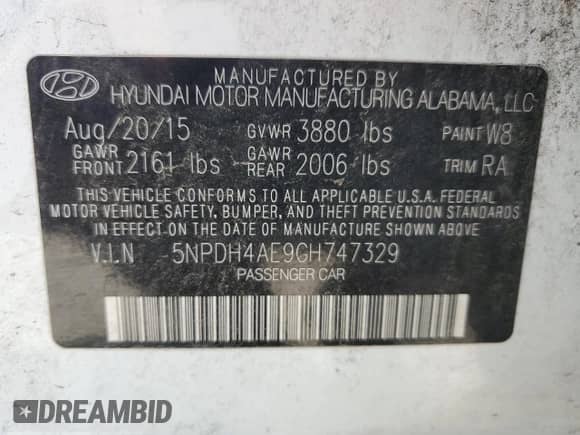 MANUFACTURED BY
HYUNDAI MOTOR MANUFACTURING ALABAMA, LLC
Aug/20/15 GVWR 3880 lbs PAINT W8
GAWR FRONT 2161 lbs GAWR REAR 2006 lbs TRIM RA
THIS VEHICLE CONFORMS TO ALL APPLICABLE U.S.A. FEDERAL
MOTOR VEHICLE SAFETY, BUMPER, AND THEFT PREVENTION STANDARDS
IN EFFECT ON THE DATE OF MANUFACTURE SHOWN ABOVE.
V.I.N 5NPDH4AE9GH747329
PASSENGER CAR
DREAMBID